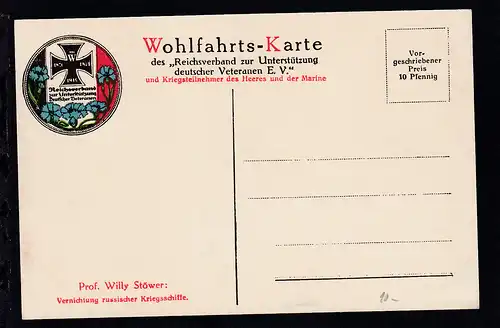 Wohlfahrts-Karte
des „Reichsverband zur Unterstützung
deutscher Veteranen E. V.“
und Kriegsteilnehmer des Heeres und der Marine
Vor-
geschriebener
Preis
10 Pfennig
W
1914
Reichsverband
zur Unterstützung
Deutscher Veteranen
Prof. Willy Stöwer:
Vernichtung russischer Kriegsschiffe.